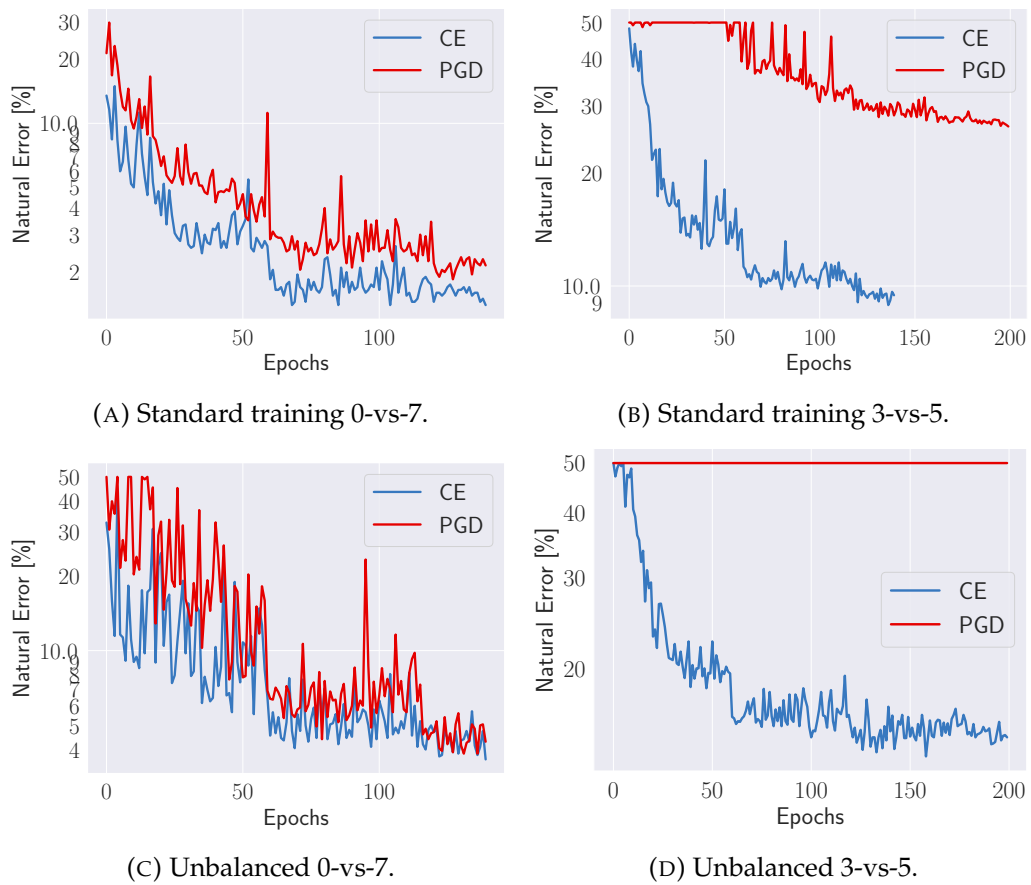 30
20
10.0
9
8
7
6
5
4
3
2
Natural Error [%]
CE
PGD
0
50
100
Epochs
(A) Standard training 0-vs-7.
50
40
30
20
10.0
9
Natural Error [%]
CE
PGD
0
50
100
150
200
Epochs
(B) Standard training 3-vs-5.
50
40
30
20
10.0
9
8
7
6
5
4
Natural Error [%]
CE
PGD
0
50
100
Epochs
(C) Unbalanced 0-vs-7.
50
40
30
20
Natural Error [%]
CE
PGD
0
50
100
150
200
Epochs
(D) Unbalanced 3-vs-5.